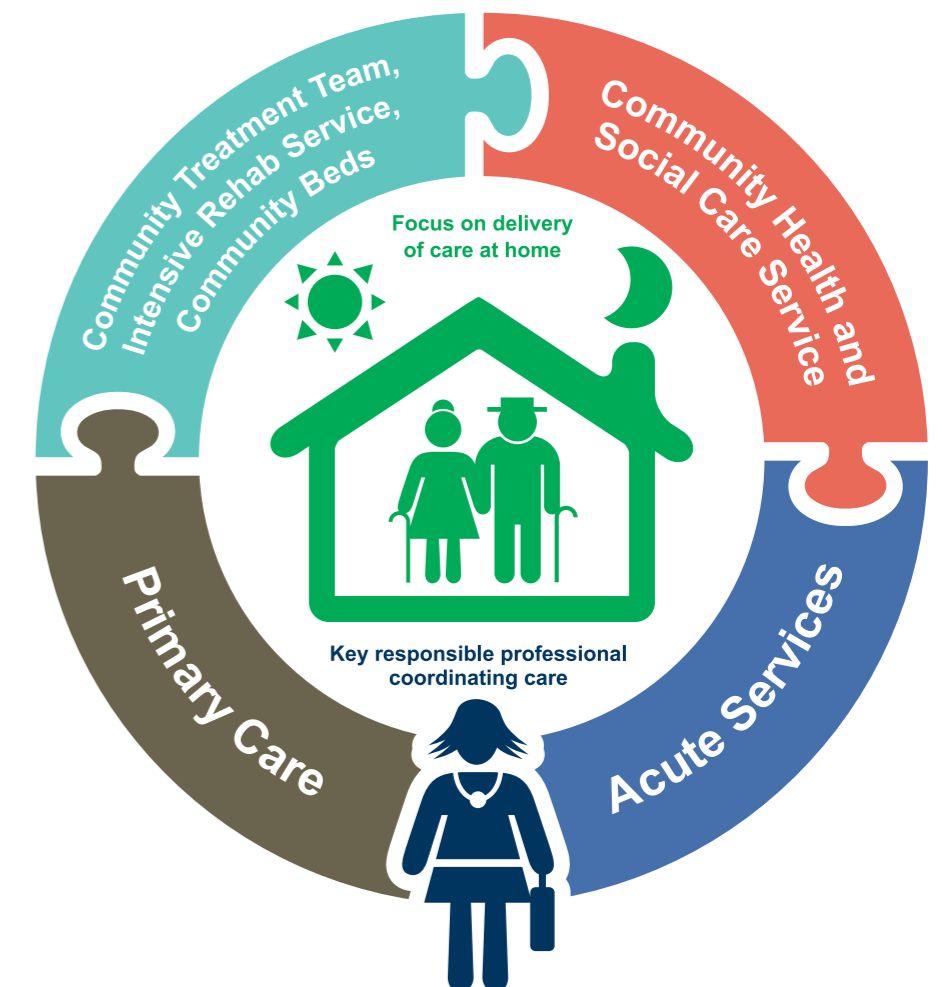 Community Treatment Team,
Intensive Rehab Service,
Community Beds
Community Health and
Social Care Service
Focus on delivery
of care at home
Primary Care
Key responsible professional
coordinating care
Acute Services